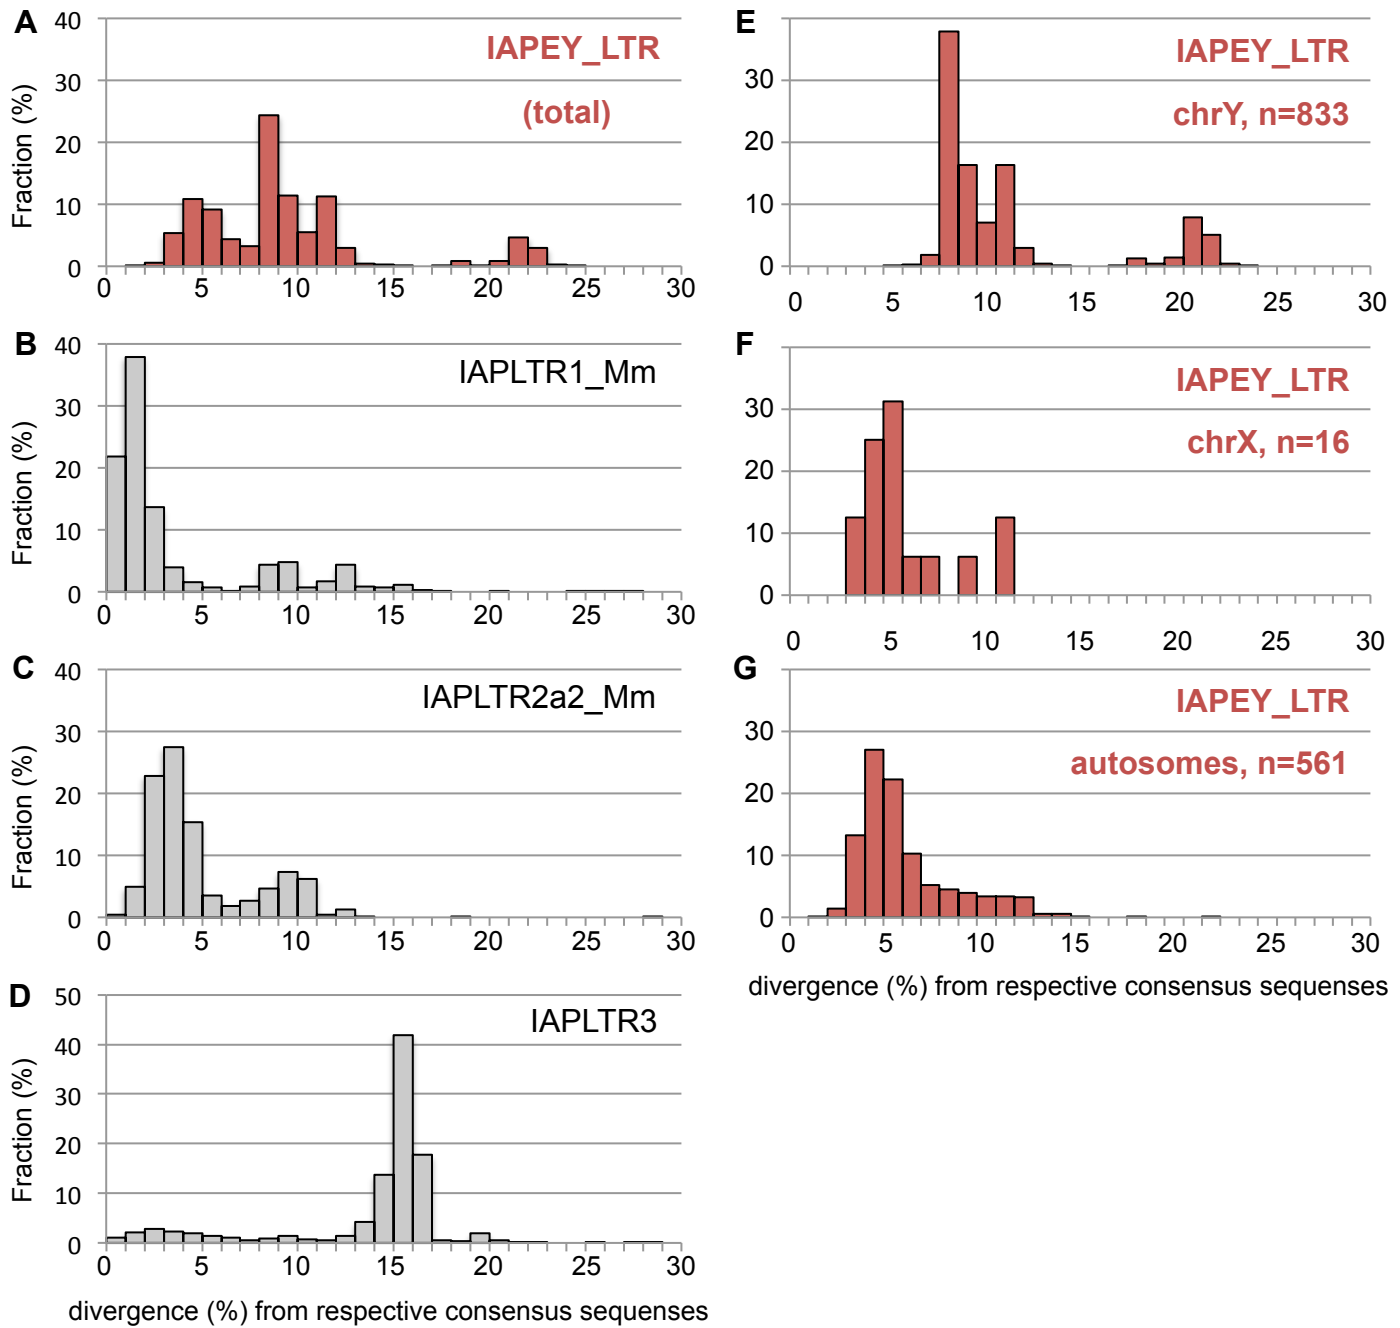 A
IAPEY_LTR
(total)
Fraction (%)
40
30
20
10
0
0 5 10 15 20 25 30
B
IAPLTR1_Mm
Fraction (%)
40
30
20
10
0
0 5 10 15 20 25 30
C
IAPLTR2a2_Mm
Fraction (%)
40
30
20
10
0
0 5 10 15 20 25 30
D
IAPLTR3
Fraction (%)
50
40
30
20
10
0
0 5 10 15 20 25 30
divergence (%) from respective consensus sequenses
E
IAPEY_LTR
chrY, n=833
30
20
10
0
0 5 10 15 20 25 30
F
IAPEY_LTR
chrX, n=16
30
20
10
0
0 5 10 15 20 25 30
G
IAPEY_LTR
autosomes, n=561
30
20
10
0
0 5 10 15 20 25 30
divergence (%) from respective consensus sequenses